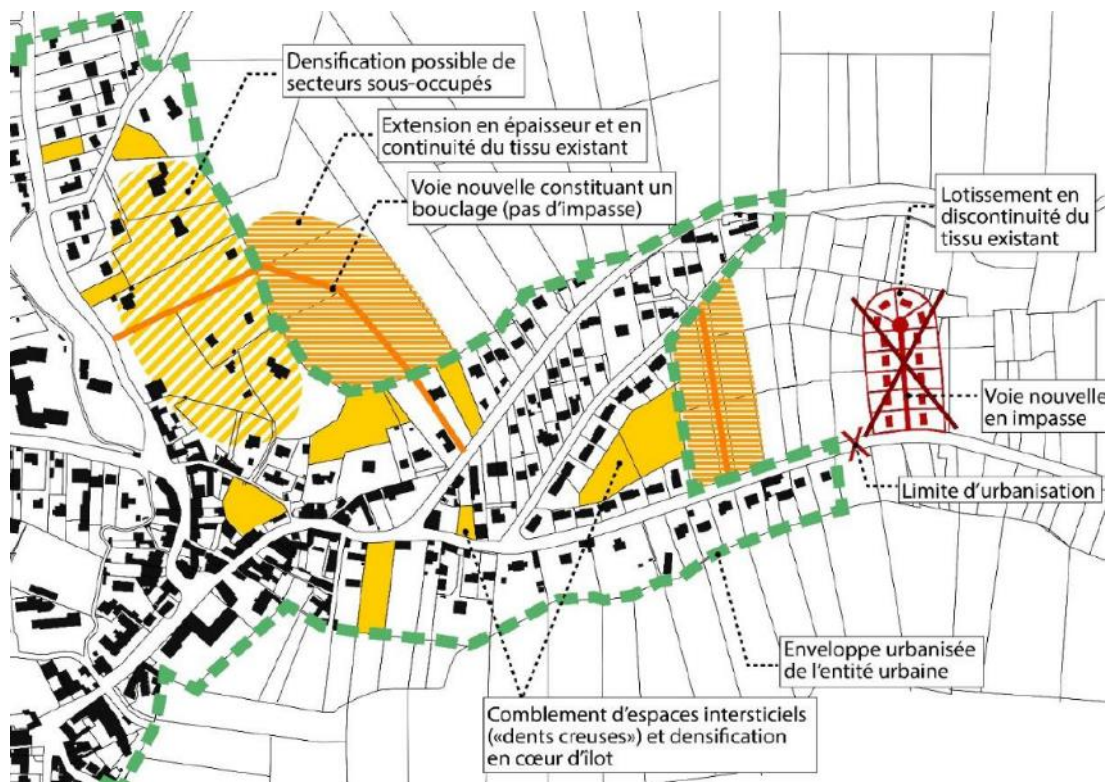 Densification possible de
secteurs sous-occupés
Extension en épaisseur et en
continuité du tissu existant
Voie nouvelle constituant un
bouclage (pas d'impasse)
Lotissement en
discontinuité du
tissu existant
Voie nouvelle
en impasse
Limite d'urbanisation
Enveloppe urbanisée
de l'entité urbaine
Comblement d'espaces intersticiels
(«dents creuses») et densification
en cœur d'îlot